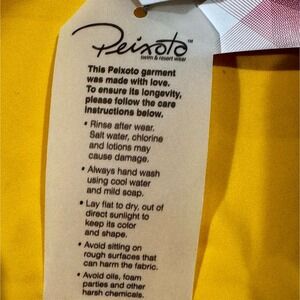 Peixoto™
swim & resort wear
This Peixoto garment
was made with love.
To ensure its longevity,
please follow the care
instructions below.
• Rinse after wear.
Salt water, chlorine
and lotions may
cause damage.
• Always hand wash
using cool water
and mild soap.
• Lay flat to dry, out of
direct sunlight to
keep its color
and shape.
• Avoid sitting on
rough surfaces that
can harm the fabric.
• Avoid oils, foam
parties and other
harsh chemicals.